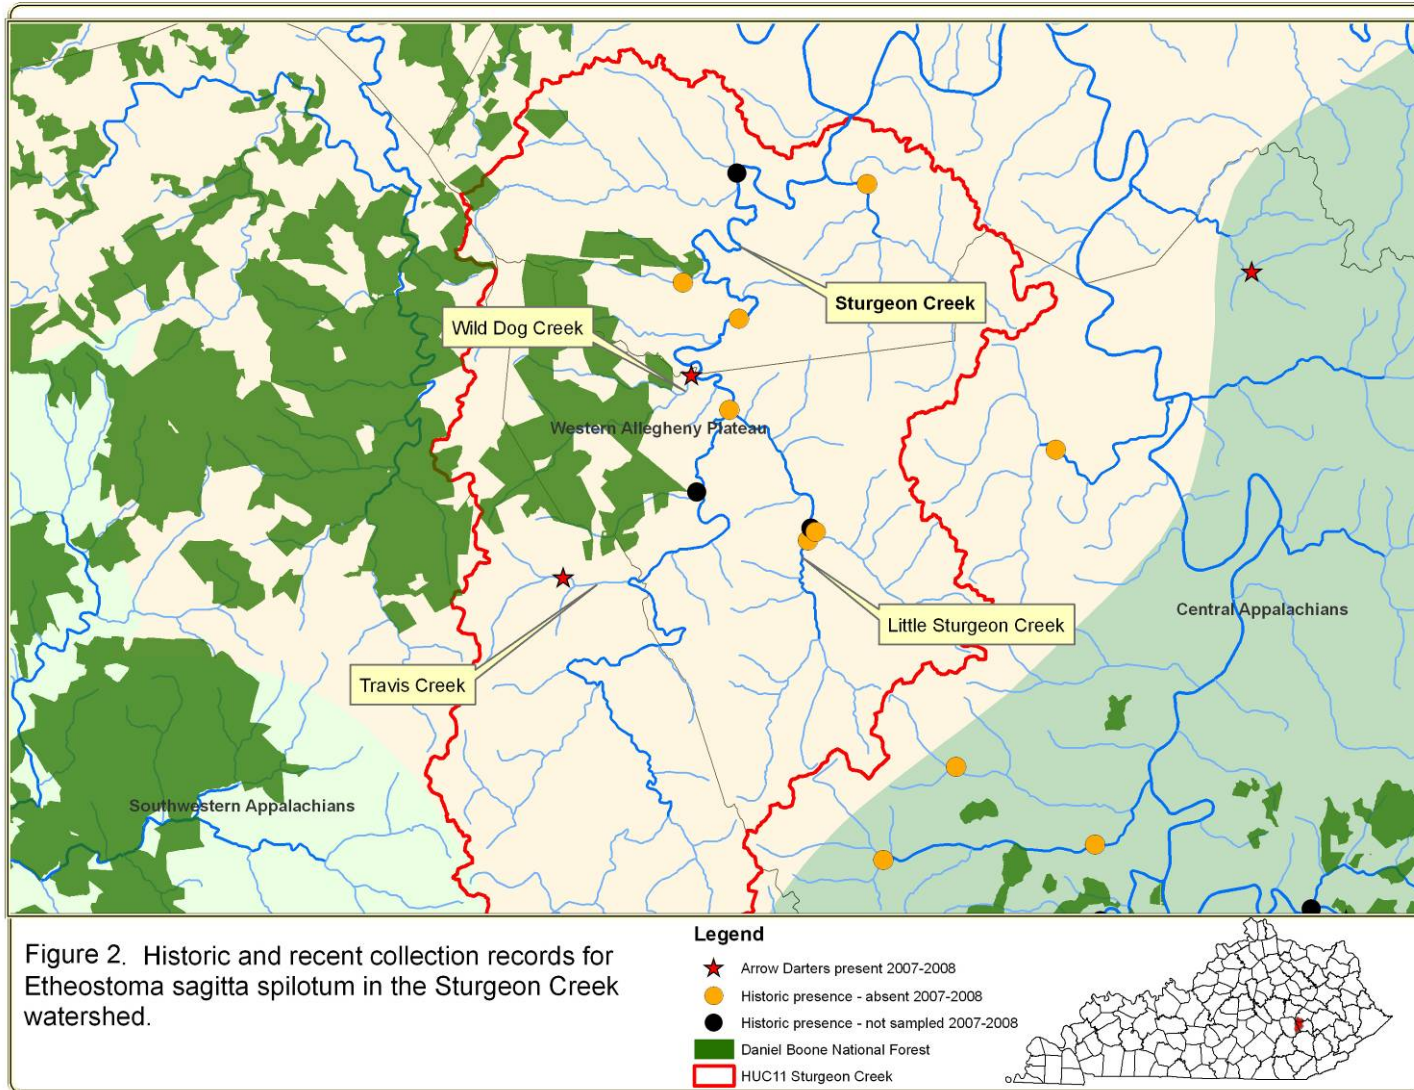 Sturgeon Creek
Wild Dog Creek
Western Allegheny Plateau
Central Appalachians
Little Sturgeon Creek
Travis Creek
Southwestern Appalachians
Figure 2. Historic and recent collection records for
Etheostoma sagitta spilotum in the Sturgeon Creek
watershed.
Legend
Arrow Darters present 2007-2008
Historic presence - absent 2007-2008
Historic presence - not sampled 2007-2008
Daniel Boone National Forest
HUC11 Sturgeon Creek